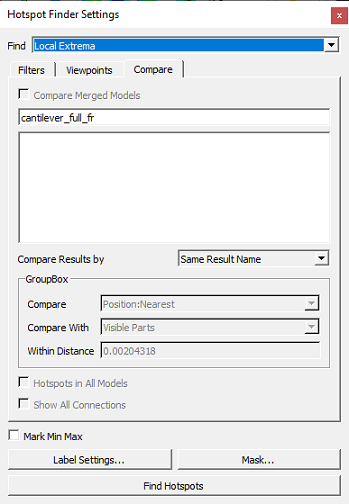 Hotspot Finder Settings x
Find Local Extrema
Filters Viewpoints Compare
Compare Merged Models
cantilever_full_fr
Compare Results by Same Result Name
GroupBox
Compare Position:Nearest
Compare With Visible Parts
Within Distance 0.00204318
Hotspots in All Models
Show All Connections
Mark Min Max
Label Settings... Mask...
Find Hotspots